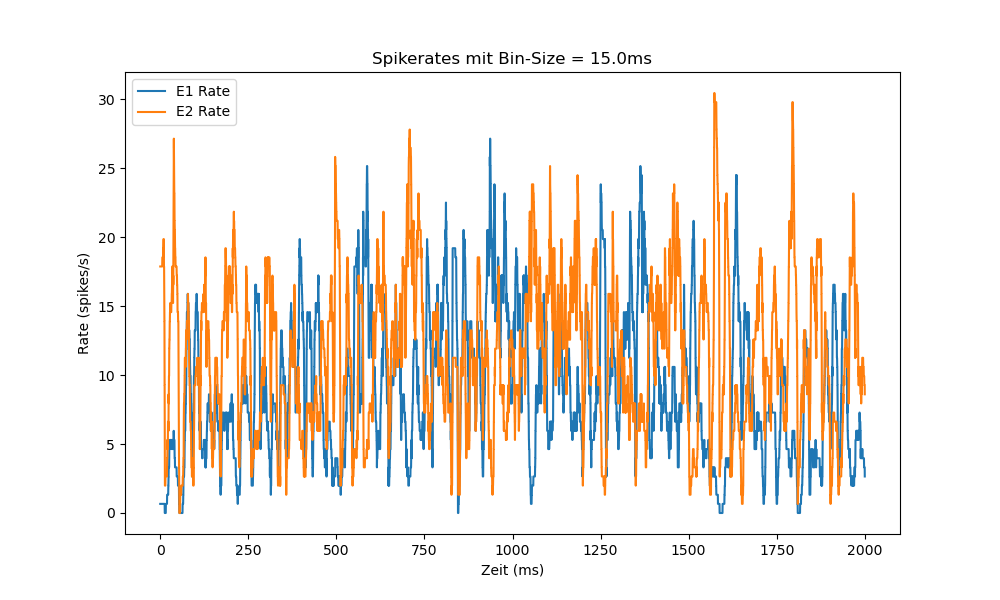 Spikerates mit Bin-Size = 15.0ms
E1 Rate
E2 Rate
Rate (spikes/s)
30
25
20
15
10
5
0
0 250 500 750 1000 1250 1500 1750 2000
Zeit (ms)